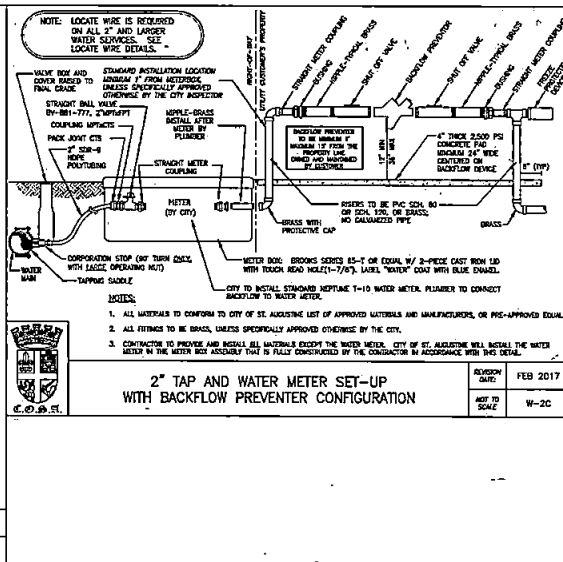 NOTE: LOCATE WIRE IS REQUIRED
ON ALL 2" AND LARGER
WATER SERVICES. SEE
LOCATE WIRE DETAILS.
VALVE BOX AND
COVER RAISED TO
FINAL GRADE
STANDARD INSTALLATION LOCATION
MINIMUM 1' FROM METERBOX,
UNLESS SPECIFICALLY APPROVED
OTHERWISE BY THE CITY INSPECTOR
RIGHT-OF-WAY
UTILITY CUSTOMER'S PROPERTY
STRAIGHT METER COUPLING
BUSHING
NIPPLE-TYPICAL BRASS
SHUT OFF VALVE
BACKFLOW PREVENTOR
SHUT OFF VALVE
NIPPLE-TYPICAL BRASS
BUSHING
STRAIGHT METER COUPLING
FREEZE
STRAIGHT BALL VALVE
COUPLING MPTxCTS
PACK JOINT CTS
2" SDR-9
HDPE
POLYTUBING
NIPPLE-BRASS
INSTALL AFTER
METER BY
PLUMBER
STRAIGHT METER
COUPLING
METER
(BY CITY)
BACKFLOW PREVENTER
TO BE MINIMUM 1'
MAXIMUM 15' FROM THE
PROPERTY LINE
OWNED AND MAINTAINED
BY CUSTOMER
12" MIN
36" MAX
4" THICK 2,500 PSI
CONCRETE PAD
MINIMUM 24" WIDE
CENTERED ON
BACKFLOW DEVICE
6" (TYP)
RISERS TO BE PVC SCH. 80
OR SCH. 120, OR BRASS;
NO GALVANIZED PIPE
BRASS WITH
PROTECTIVE CAP
BRASS
CORPORATION STOP (90° TURN ONLY,
WITH LARGE OPERATING NUT)
WATER
MAIN
TAPPING SADDLE
METER BOX: BROOKS SERIES 65-T OR EQUAL W/ 2-PIECE CAST IRON LID
WITH TOUCH READ HOLE(1-7/8"). LABEL "WATER" COAT WITH BLUE ENAMEL.
CITY TO INSTALL STANDARD NEPTUNE T-10 WATER METER. PLUMBER TO CONNECT
BACKFLOW TO WATER METER.
NOTES:
1. ALL MATERIALS TO CONFORM TO CITY OF ST. AUGUSTINE LIST OF APPROVED MATERIALS AND MANUFACTURERS, OR PRE-APPROVED EQUAL
2. ALL FITTINGS TO BE BRASS, UNLESS SPECIFICALLY APPROVED OTHERWISE BY THE CITY.
3. CONTRACTOR TO PROVIDE AND INSTALL ALL MATERIALS EXCEPT THE WATER METER. CITY OF ST. AUGUSTINE WILL INSTALL THE WATER
METER IN THE METER BOX ASSEMBLY THAT IS FULLY CONSTRUCTED BY THE CONTRACTOR IN ACCORDANCE WITH THIS DETAIL.
C.O.S.A.
2" TAP AND WATER METER SET-UP
WITH BACKFLOW PREVENTER CONFIGURATION
REVISION
DATE:
FEB 2017
NOT TO
SCALE
W-2C